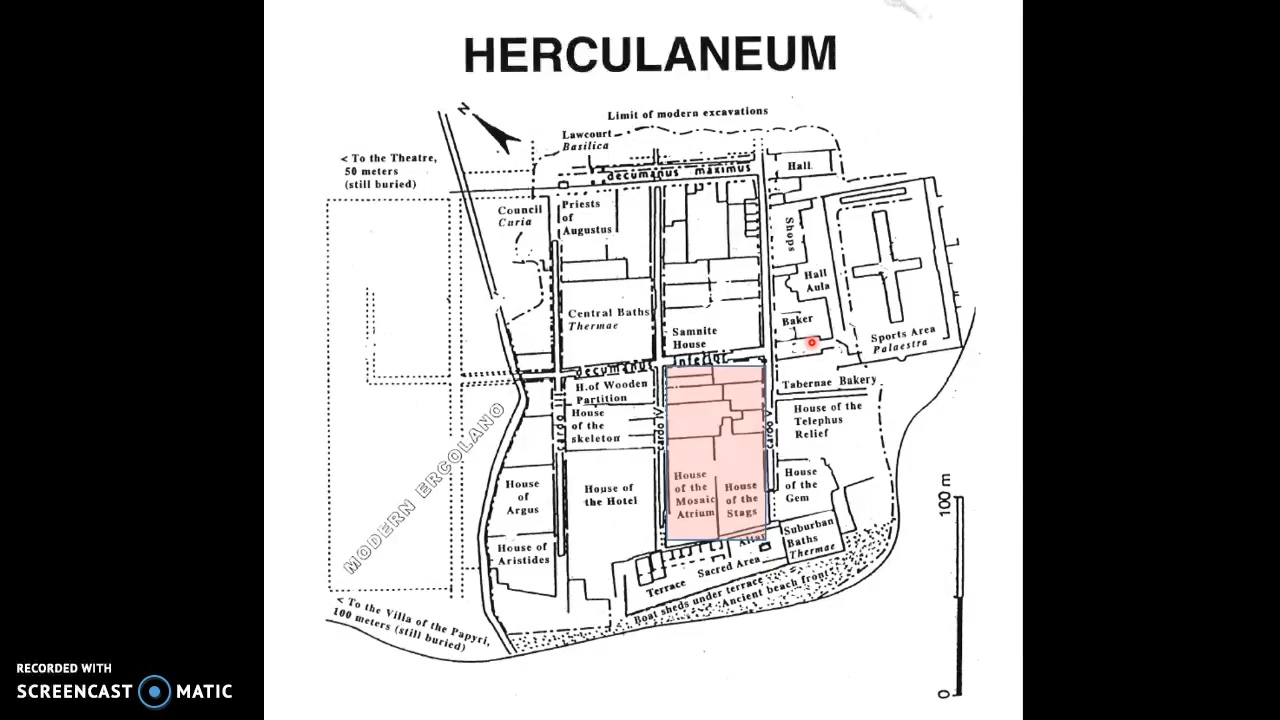 HERCULANEUM
N
Limit of modern excavations
Lawcourt
Basilica
< To the Theatre,
50 meters
(still buried)
decumanus maximus
Hall
Council
Curia
Priests
of
Augustus
Shops
Hall
Aula
Central Baths
Thermae
Samnite
House
Baker
Sports Area
Palaestra
decumanus inferior
H.of Wooden
Partition
Tabernae Bakery
House
of the
skeleton
cardo IV
cardo V
House of the
Telephus
Relief
MODERN ERCOLANO
House
of
Argus
House of
the Hotel
House
of the
Mosaic
Atrium
House
of the
Stags
House
of the
Gem
100 m
House of
Aristides
Altar
Suburban
Baths
Thermae
Sacred Area
Terrace
Boat sheds under terrace
Ancient beach front
< To the Villa of the Papyri,
100 meters (still buried)
0
RECORDED WITH
SCREENCAST MATIC